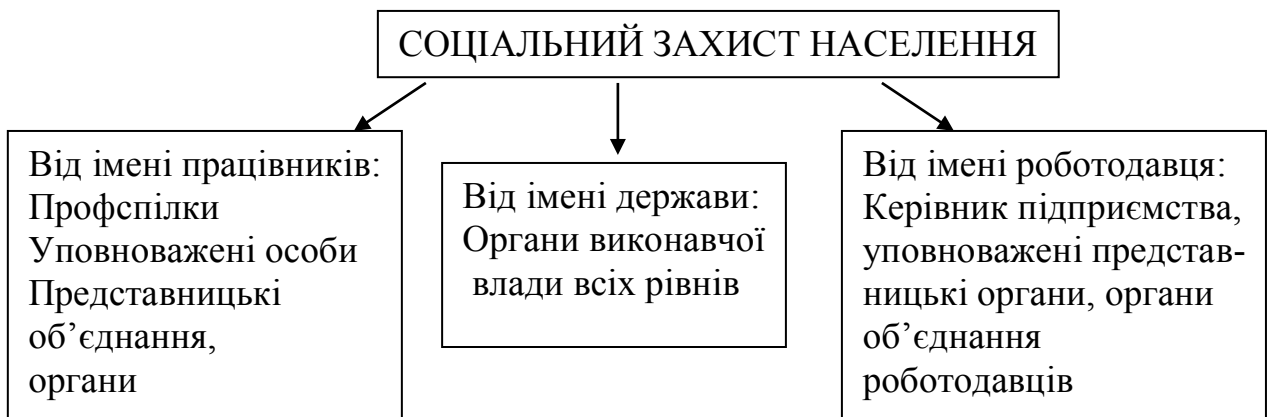 СОЦІАЛЬНИЙ ЗАХИСТ НАСЕЛЕННЯ
Від імені працівників:
Профспілки
Уповноважені особи
Представницькі
об’єднання,
органи
Від імені держави:
Органи виконавчої
влади всіх рівнів
Від імені роботодавця:
Керівник підприємства,
уповноважені представ-
ницькі органи, органи
об’єднання
роботодавців